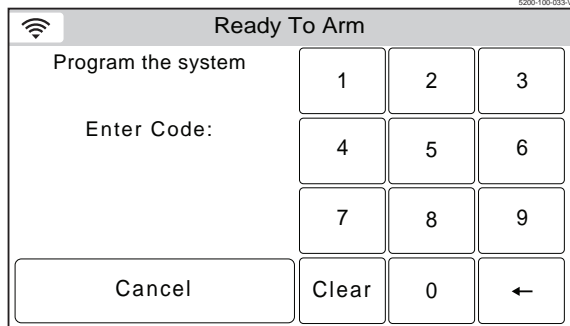 5200-100-033-V
Ready To Arm
Program the system
Enter Code:
1 2 3
4 5 6
7 8 9
Cancel Clear 0 ←